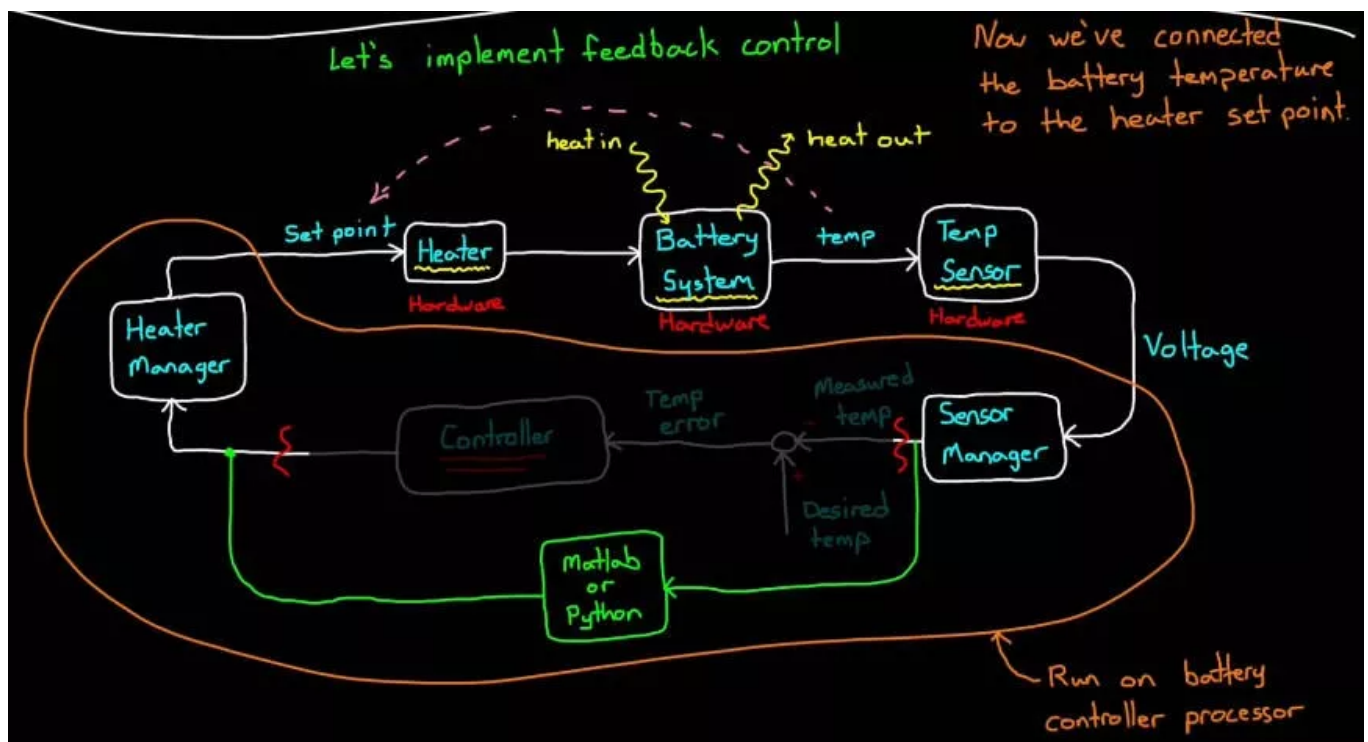 Let's implement feedback control
Now we've connected
the battery temperature
to the heater set point.
heat in
heat out
Set point
Heater
Hardware
Battery
System
Hardware
temp
Temp
Sensor
Hardware
Voltage
Heater
Manager
Controller
Temp
error
Measured
temp
-
+
Desired
temp
Sensor
Manager
Matlab
or
Python
Run on battery
controller processor